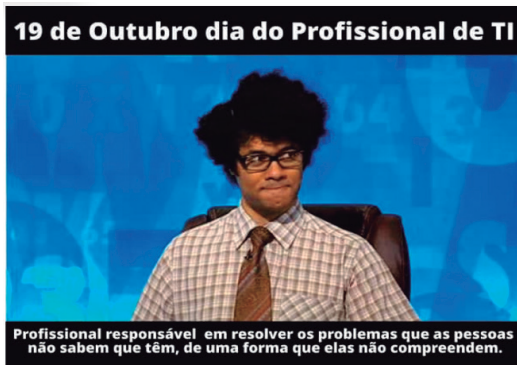 19 de Outubro dia do Profissional de TI
Profissional responsável em resolver os problemas que as pessoas
não sabem que têm, de uma forma que elas não compreendem.